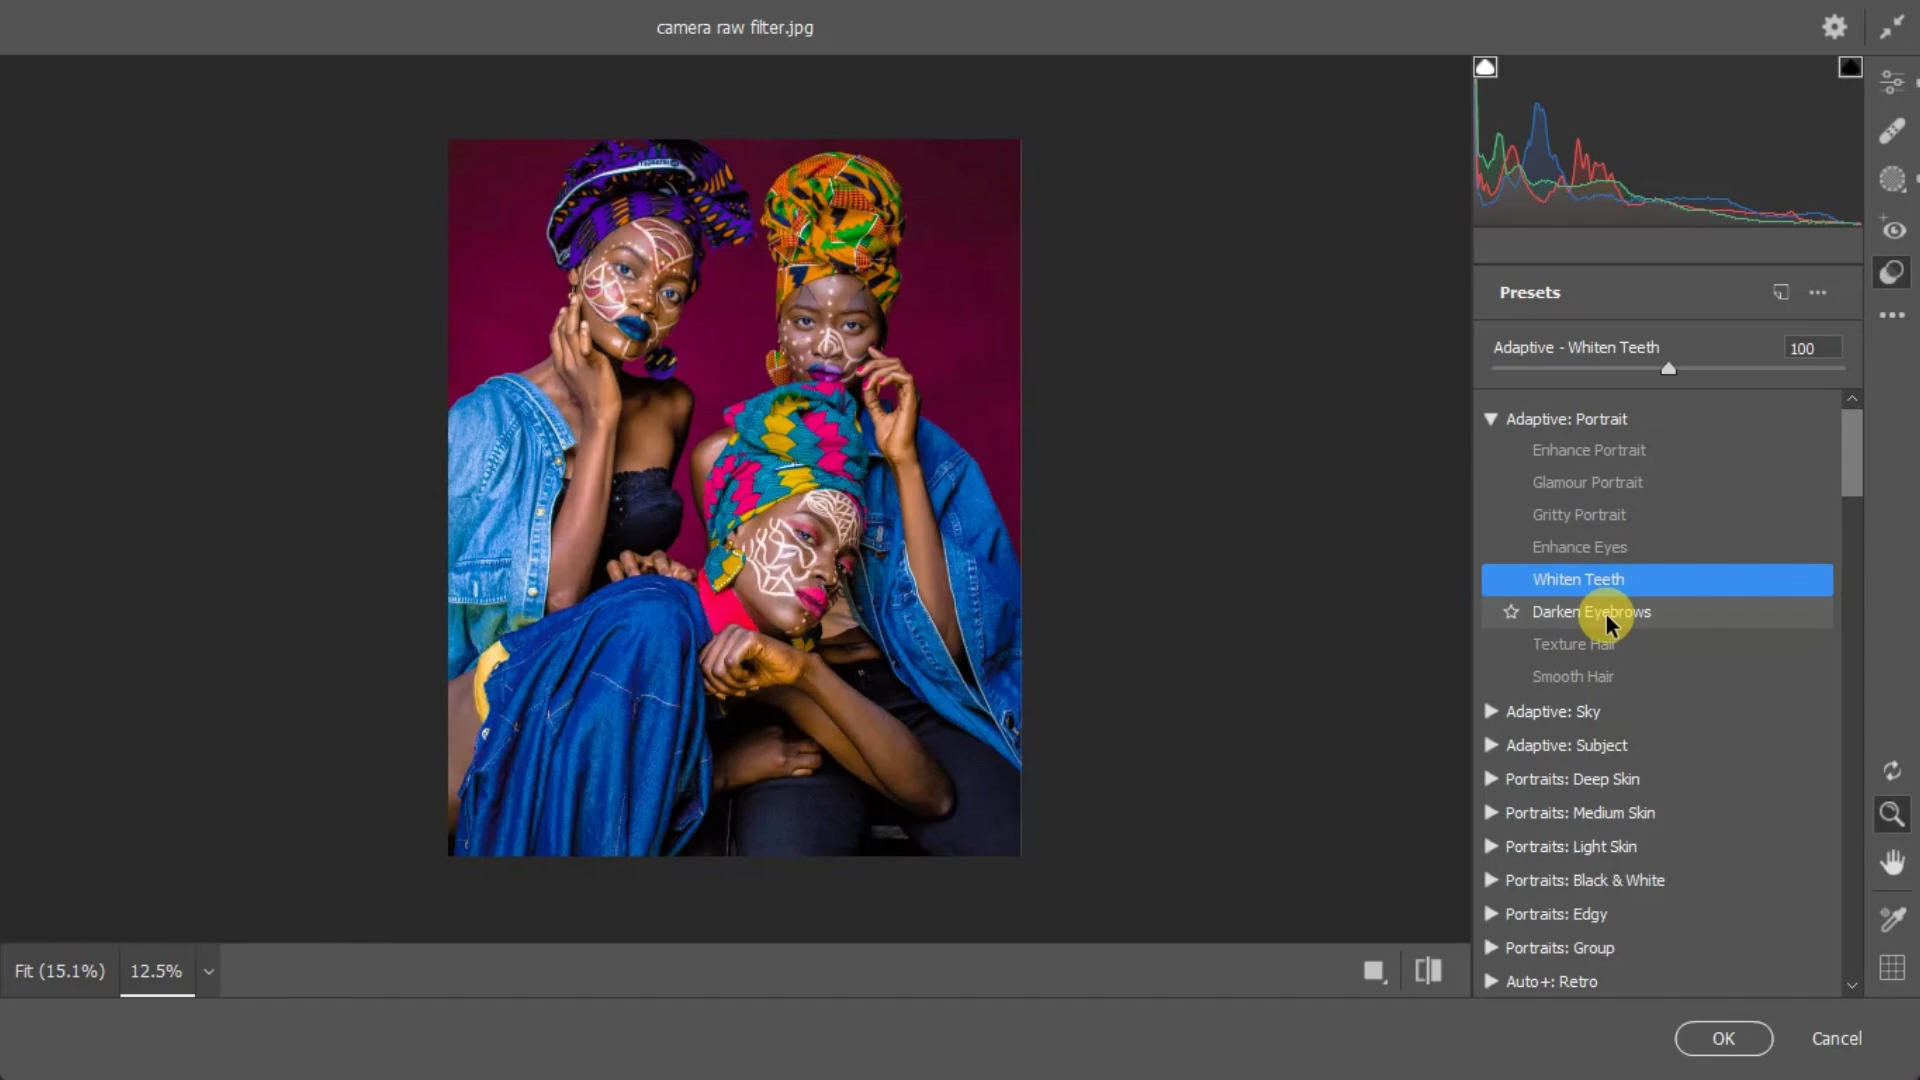 camera raw filter.jpg
Presets
Adaptive - Whiten Teeth 100
Adaptive: Portrait
Enhance Portrait
Glamour Portrait
Gritty Portrait
Enhance Eyes
Whiten Teeth
Darken Eyebrows
Texture Hair
Smooth Hair
Adaptive: Sky
Adaptive: Subject
Portraits: Deep Skin
Portraits: Medium Skin
Portraits: Light Skin
Portraits: Black & White
Portraits: Edgy
Portraits: Group
Auto+: Retro
Fit (15.1%) 12.5%
OK Cancel